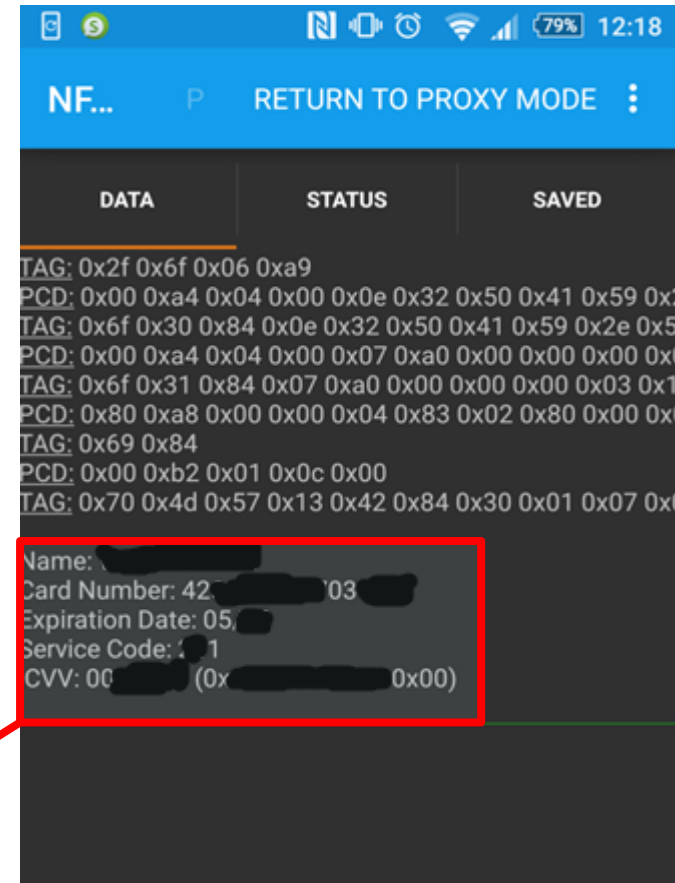 79% 12:18
NF... P RETURN TO PROXY MODE
DATA STATUS SAVED
TAG: 0x2f 0x6f 0x06 0xa9
PCD: 0x00 0xa4 0x04 0x00 0x0e 0x32 0x50 0x41 0x59
TAG: 0x6f 0x30 0x84 0x0e 0x32 0x50 0x41 0x59 0x2e
PCD: 0x00 0xa4 0x04 0x00 0x07 0xa0 0x00 0x00 0x00
TAG: 0x6f 0x31 0x84 0x07 0xa0 0x00 0x00 0x00 0x03
PCD: 0x80 0xa8 0x00 0x00 0x04 0x83 0x02 0x80 0x00
TAG: 0x69 0x84
PCD: 0x00 0xb2 0x01 0x0c 0x00
TAG: 0x70 0x4d 0x57 0x13 0x42 0x84 0x30 0x01 0x07
Name:
Card Number: 42 03
Expiration Date: 05
Service Code: 1
CVV: 00 (0x 0x00)